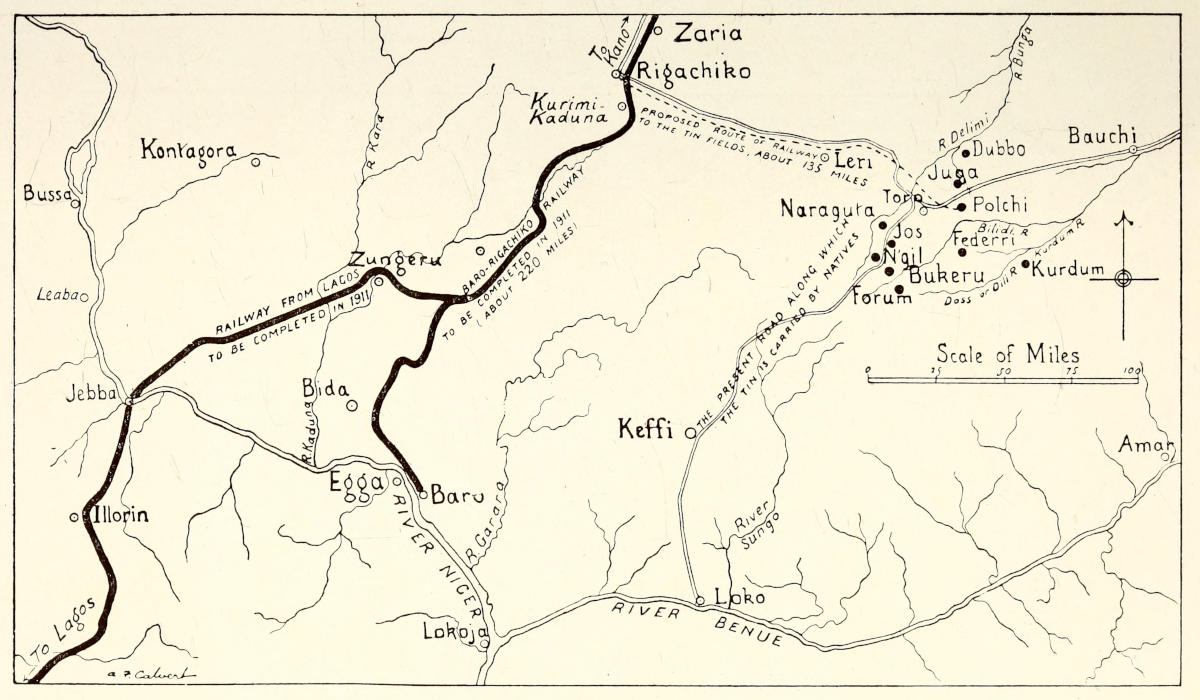 To Kano
Zaria
Rigachiko
Kurimi-
Kaduna
PROPOSED ROUTE OF RAILWAY
TO THE TIN FIELDS, ABOUT 135 MILES
R. Bunga
R. Delimi
Dubbo
Bauchi
Leri
Juga
Toro
Polchi
Kontagora
R. Kara
Bussa
Naraguta
Jos
Bilidi. R
Federri
Kurdum R
N'gil
Bukeru
Kurdum
Forum
Doss or Dili R
Zungeru
Leaba
RAILWAY FROM LAGOS
TO BE COMPLETED IN 1911
BARO-RIGACHIKO RAILWAY
TO BE COMPLETED IN 1911
(ABOUT 220 MILES)
THE PRESENT ROAD ALONG WHICH
THE TIN IS CARRIED BY NATIVES
Scale of Miles
0 25 50 75 100
Jebba
Bida
R. Kaduna
Keffi
Amar
Egga
Baro
Illorin
RIVER NIGER
R. Garara
River
Sungo
Loko
RIVER BENUE
Lokoja
To Lagos
a F. Calvert